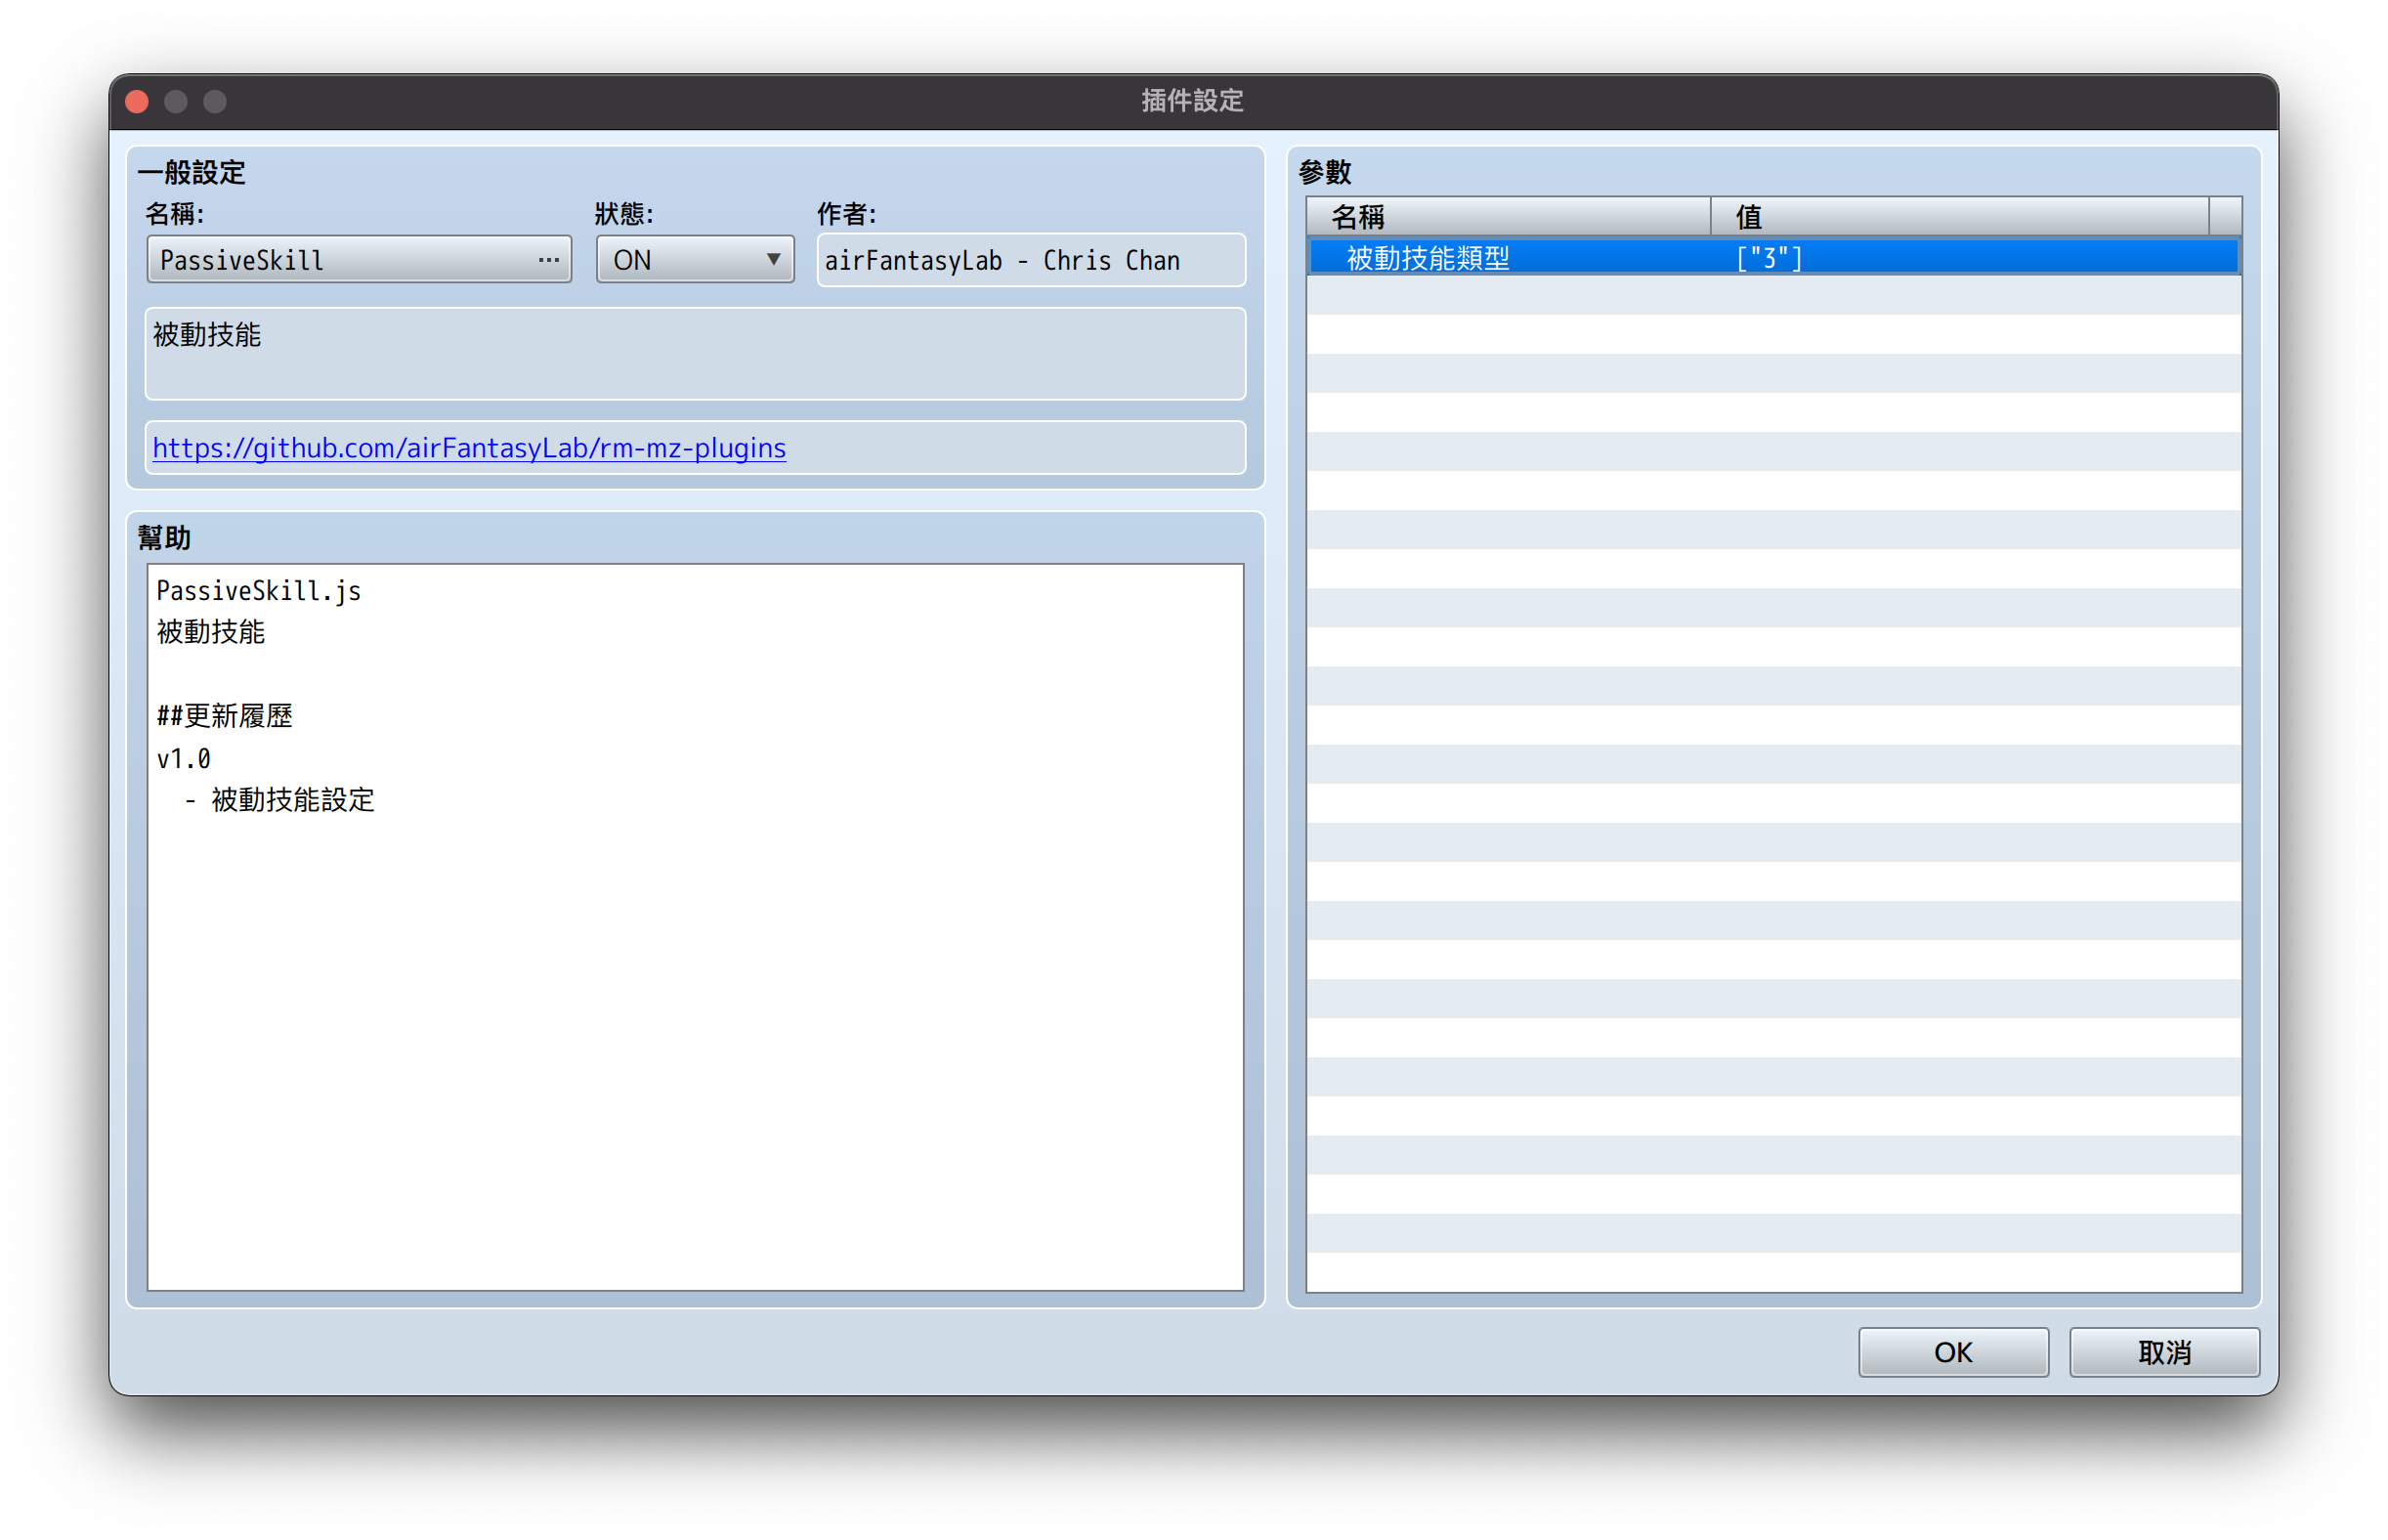 插件設定
一般設定
名稱:
狀態:
作者:
PassiveSkill ...
ON
airFantasyLab - Chris Chan
被動技能
https://github.com/airFantasyLab/rm-mz-plugins
幫助
PassiveSkill.js
被動技能
##更新履歷
v1.0
- 被動技能設定
參數
名稱 值
被動技能類型 ["3"]
OK
取消